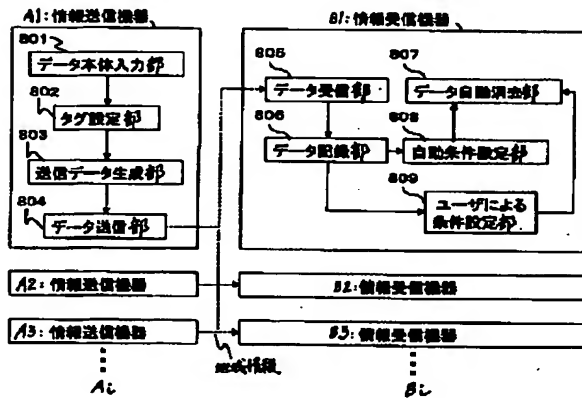 A1:情報送信機器
801
データ本体入力部
802
タグ設定部
803
送信データ生成部
804
データ送信部
B1:情報受信機器
805
データ受信部
806
データ記録部
807
データ自動消去部
808
自動条件設定部
809
ユーザによる
条件設定部
A2:情報送信機器
B2:情報受信機器
A3:情報送信機器
B3:情報受信機器
地域情報
Ai
Bi